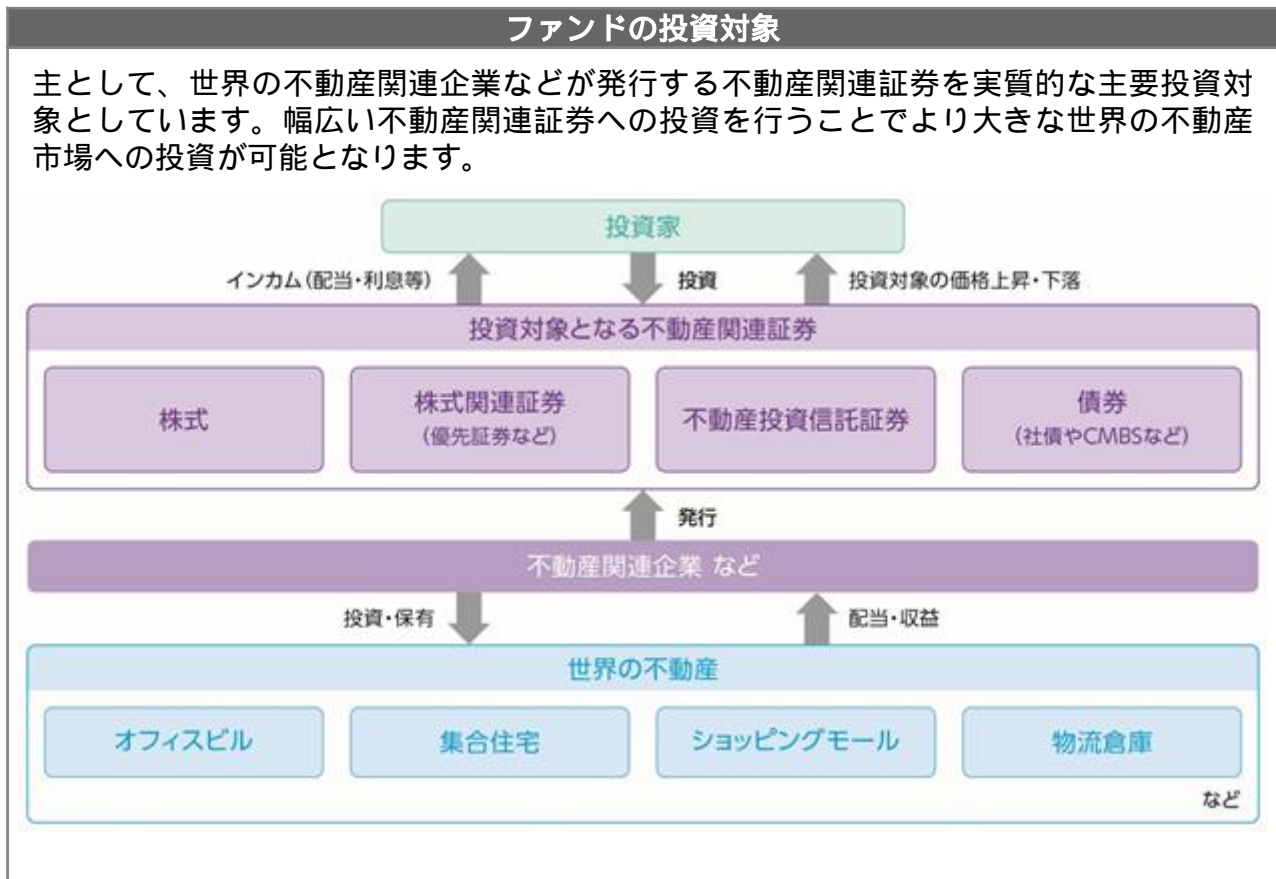 ファンドの投資対象
主として、世界の不動産関連企業などが発行する不動産関連証券を実質的な主要投資対
象としています。幅広い不動産関連証券への投資を行うことでより大きな世界の不動産
市場への投資が可能となります。
投資家
インカム(配当・利息等)
投資
投資対象の価格上昇・下落
投資対象となる不動産関連証券
株式
株式関連証券
(優先証券など)
不動産投資信託証券
債券
(社債やCMBSなど)
発行
不動産関連企業 など
投資・保有
配当・収益
世界の不動産
オフィスビル
集合住宅
ショッピングモール
物流倉庫
など